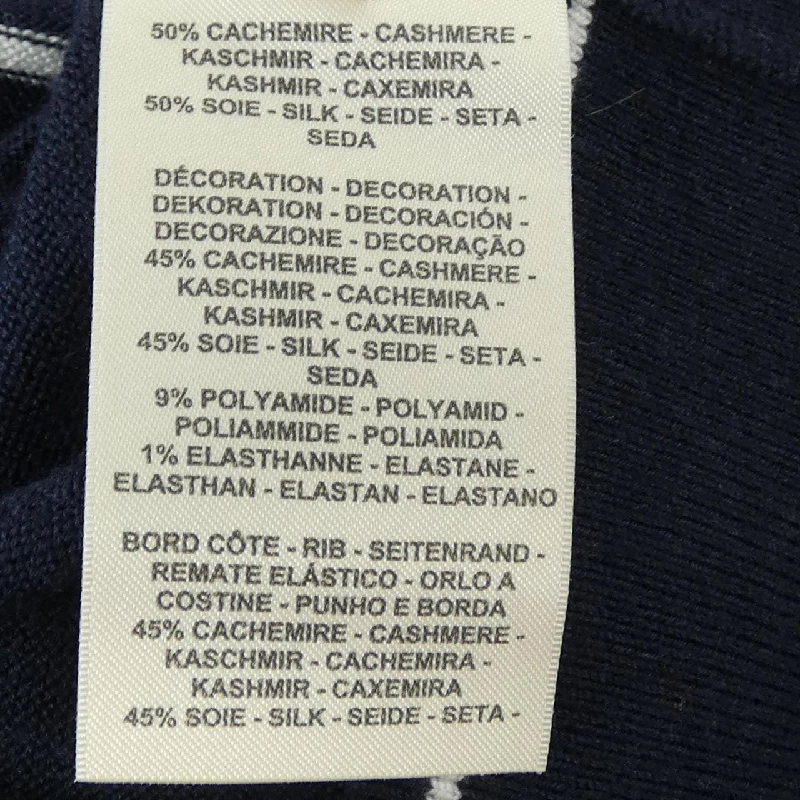 50% CACHEMIRE - CASHMERE -
KASCHMIR - CACHEMIRA -
KASHMIR - CAXEMIRA
50% SOIE - SILK - SEIDE - SETA -
SEDA
DÉCORATION - DECORATION -
DEKORATION - DECORACIÓN -
DECORAZIONE - DECORAÇÃO
45% CACHEMIRE - CASHMERE -
KASCHMIR - CACHEMIRA -
KASHMIR - CAXEMIRA
45% SOIE - SILK - SEIDE - SETA -
SEDA
9% POLYAMIDE - POLYAMID -
POLIAMMIDE - POLIAMIDA
1% ELASTHANNE - ELASTANE -
ELASTHAN - ELASTAN - ELASTANO
BORD CÔTE - RIB - SEITENRAND -
REMATE ELÁSTICO - ORLO A
COSTINE - PUNHO E BORDA
45% CACHEMIRE - CASHMERE -
KASCHMIR - CACHEMIRA -
KASHMIR - CAXEMIRA
45% SOIE - SILK - SEIDE - SETA -